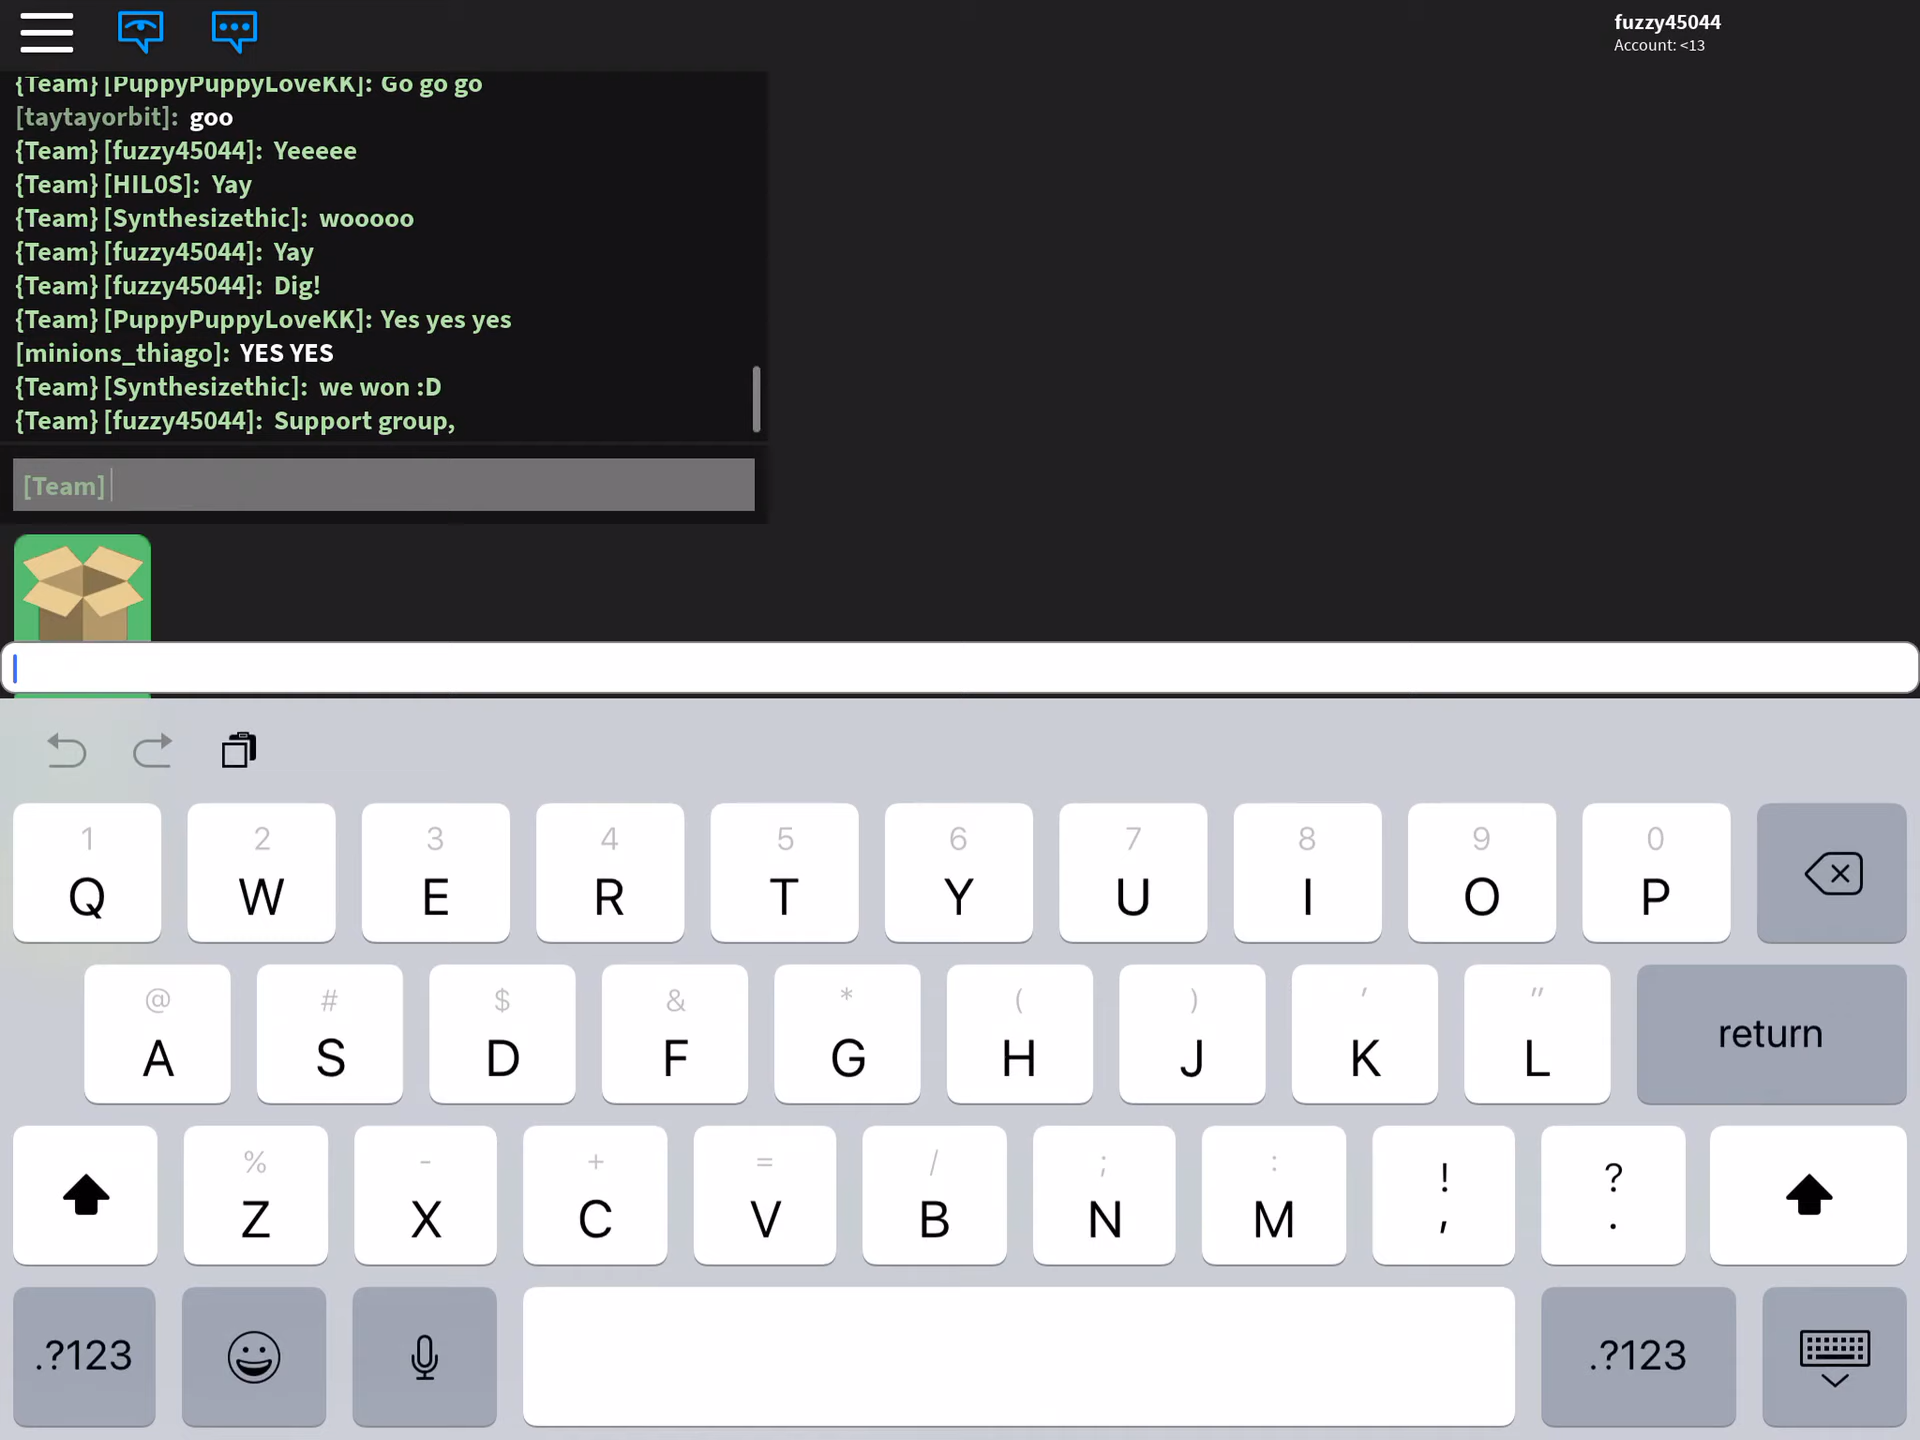 fuzzy45044
Account: <13
{Team} [PuppyPuppyLoveKK]: Go go go
[taytayorbit]: goo
{Team} [fuzzy45044]: Yeeeee
{Team} [HIL0S]: Yay
{Team} [Synthesizethic]: wooooo
{Team} [fuzzy45044]: Yay
{Team} [fuzzy45044]: Dig!
{Team} [PuppyPuppyLoveKK]: Yes yes yes
[minions_thiago]: YES YES
{Team} [Synthesizethic]: we won :D
{Team} [fuzzy45044]: Support group,
[Team]
1 2 3 4 5 6 7 8 9 0
Q W E R T Y U I O P
@ # $ & * ( ) ' "
A S D F G H J K L return
% - + = / ; : ! ?
Z X C V B N M , .
.?123 .?123